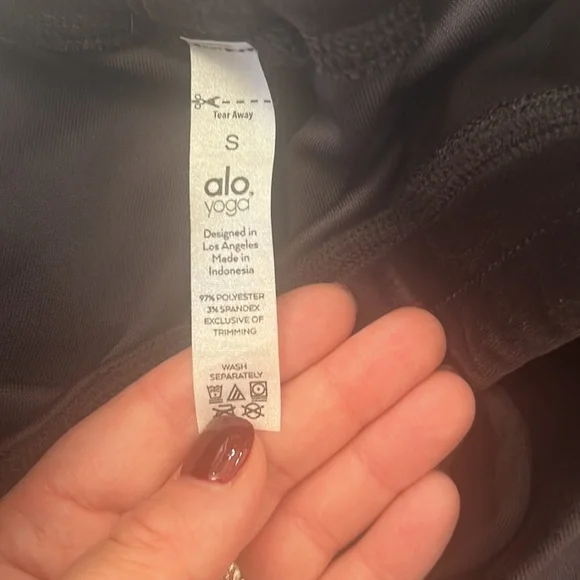 Tear Away
S
alo
yoga
Designed in
Los Angeles
Made in
Indonesia
97% POLYESTER
3% SPANDEX
EXCLUSIVE OF
TRIMMING
WASH
SEPARATELY